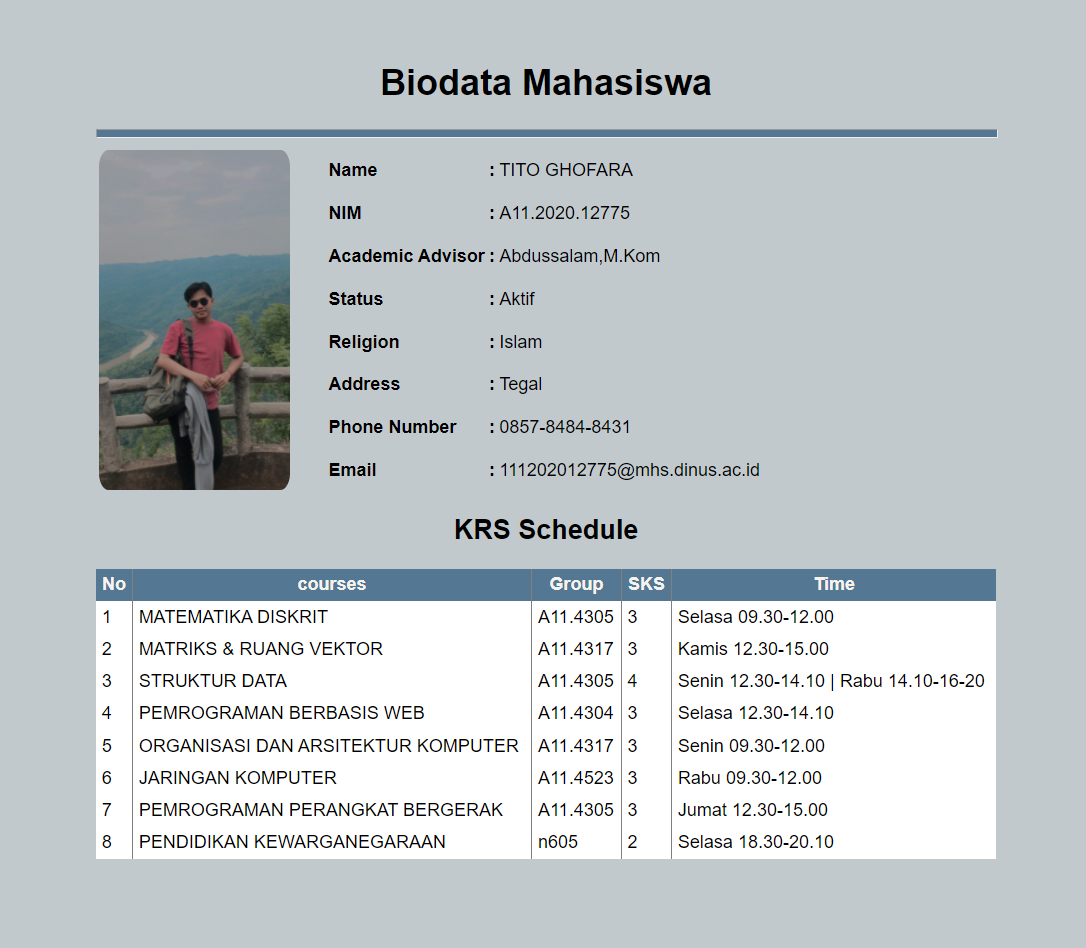 Biodata Mahasiswa
Name : TITO GHOFARA
NIM : A11.2020.12775
Academic Advisor : Abdussalam,M.Kom
Status : Aktif
Religion : Islam
Address : Tegal
Phone Number : 0857-8484-8431
Email : 111202012775@mhs.dinus.ac.id
KRS Schedule
No courses Group SKS Time
1 MATEMATIKA DISKRIT A11.4305 3 Selasa 09.30-12.00
2 MATRIKS & RUANG VEKTOR A11.4317 3 Kamis 12.30-15.00
3 STRUKTUR DATA A11.4305 4 Senin 12.30-14.10 | Rabu 14.10-16-20
4 PEMROGRAMAN BERBASIS WEB A11.4304 3 Selasa 12.30-14.10
5 ORGANISASI DAN ARSITEKTUR KOMPUTER A11.4317 3 Senin 09.30-12.00
6 JARINGAN KOMPUTER A11.4523 3 Rabu 09.30-12.00
7 PEMROGRAMAN PERANGKAT BERGERAK A11.4305 3 Jumat 12.30-15.00
8 PENDIDIKAN KEWARGANEGARAAN n605 2 Selasa 18.30-20.10